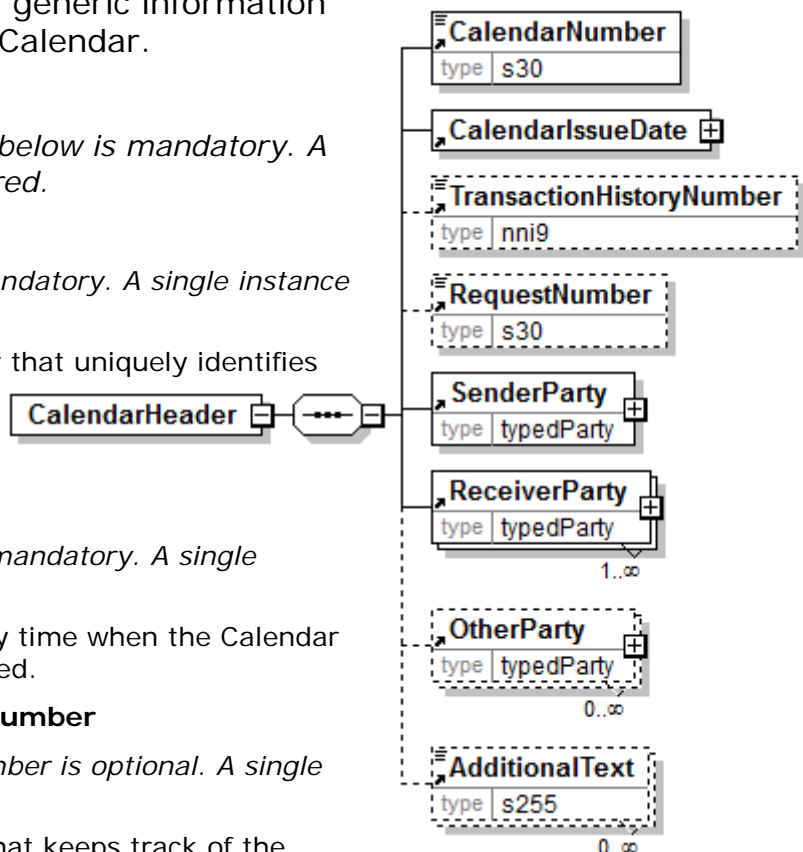 generic information
Calendar.
below is mandatory. A
red.
ndatory. A single instance
that uniquely identifies
mandatory. A single
y time when the Calendar
ed.
umber
nber is optional. A single
hat keeps track of the
CalendarHeader
CalendarNumber
type s30
CalendarIssueDate
TransactionHistoryNumber
type nni9
RequestNumber
type s30
SenderParty
type typedParty
ReceiverParty
type typedParty
1..∞
OtherParty
type typedParty
0..∞
AdditionalText
type s255
0..∞